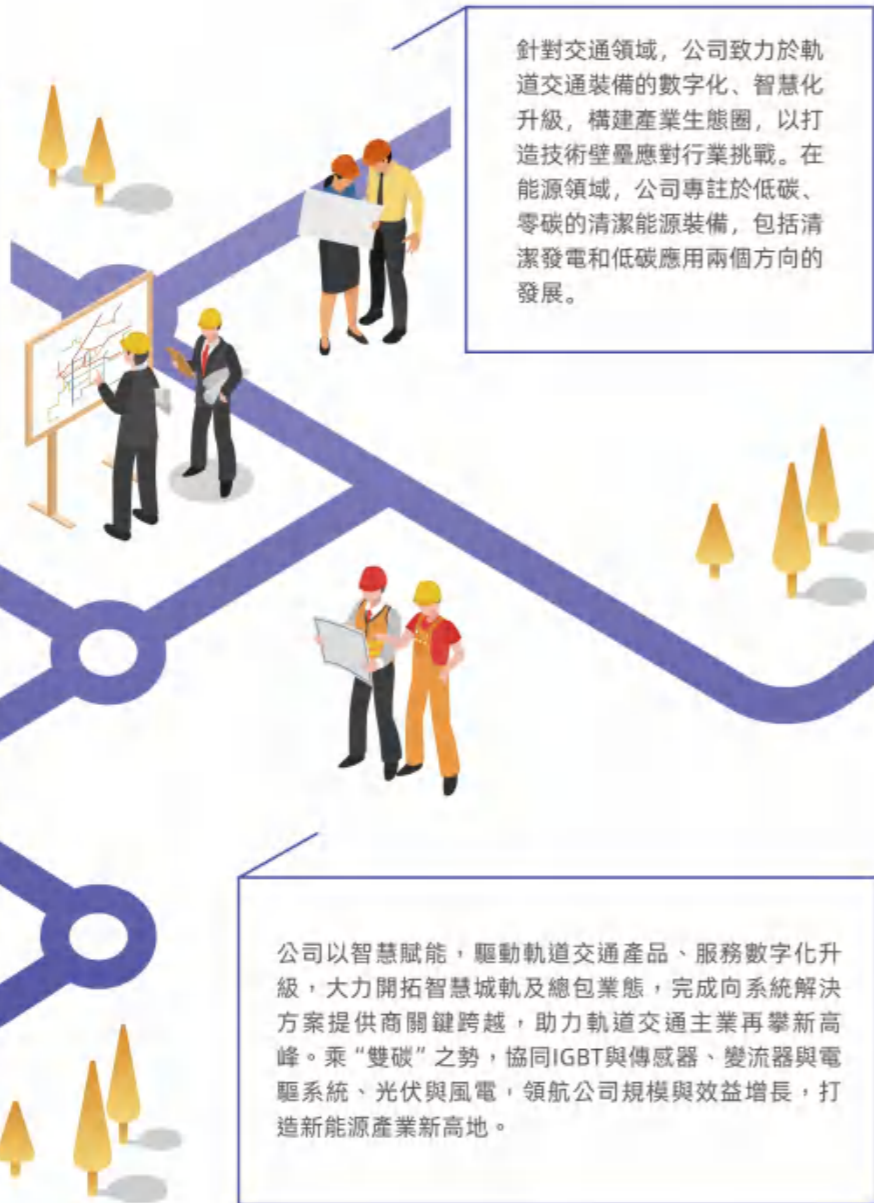 針對交通領域，公司致力於軌
道交通裝備的數字化、智慧化
升級，構建產業生態圈，以打
造技術壁壘應對行業挑戰。在
能源領域，公司專註於低碳、
零碳的清潔能源裝備，包括清
潔發電和低碳應用兩個方向的
發展。
公司以智慧賦能，驅動軌道交通產品、服務數字化升
級，大力開拓智慧城軌及總包業態，完成向系統解決
方案提供商關鍵跨越，助力軌道交通主業再攀新高
峰。乘“雙碳”之勢，協同IGBT與傳感器、變流器與電
驅系統、光伏與風電，領航公司規模與效益增長，打
造新能源產業新高地。